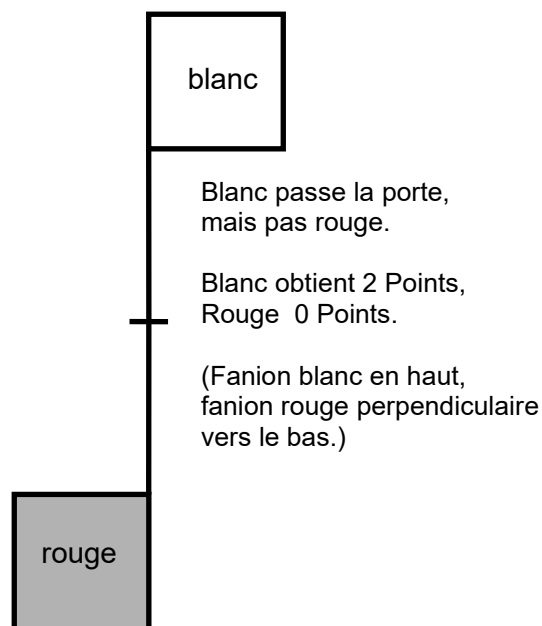 blanc
Blanc passe la porte,
mais pas rouge.
Blanc obtient 2 Points,
Rouge 0 Points.
(Fanion blanc en haut,
fanion rouge perpendiculaire
vers le bas.)
rouge